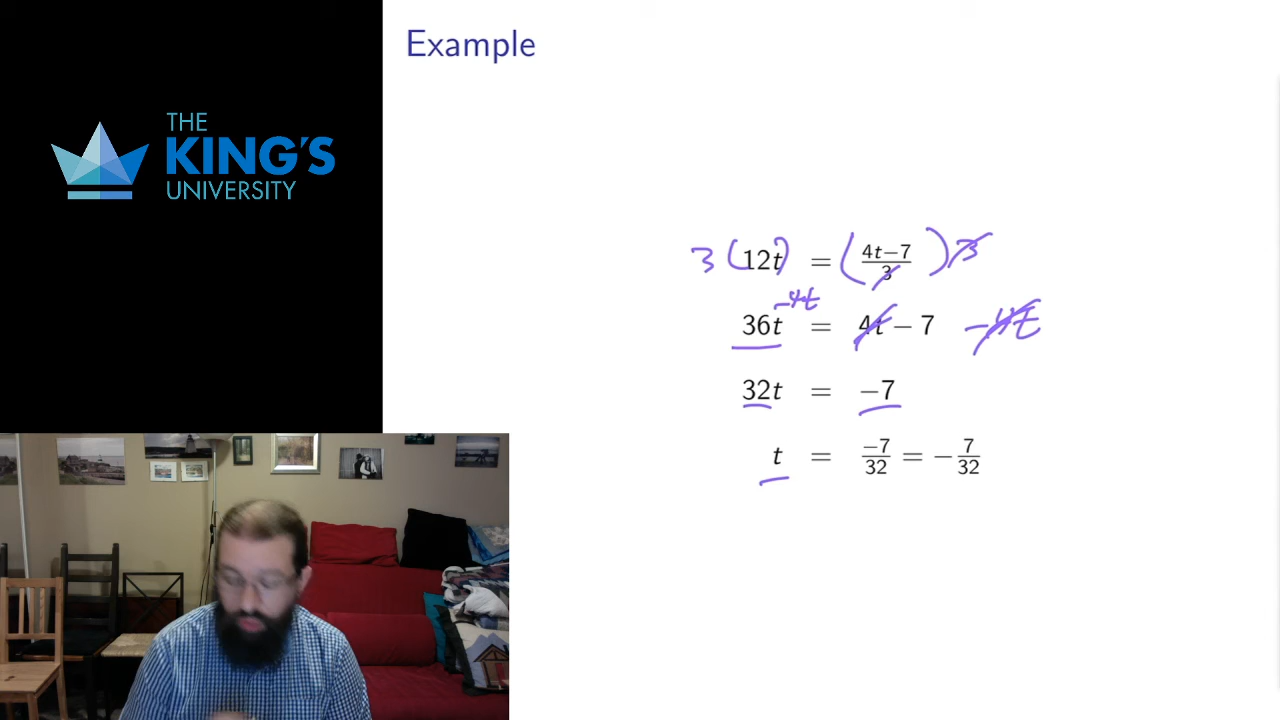 THE
KING'S
UNIVERSITY
Example
3 (12t) = (4t−7/3) 3
−4t
36t = 4t − 7 −4t
32t = −7
t = −7/32 = −7/32